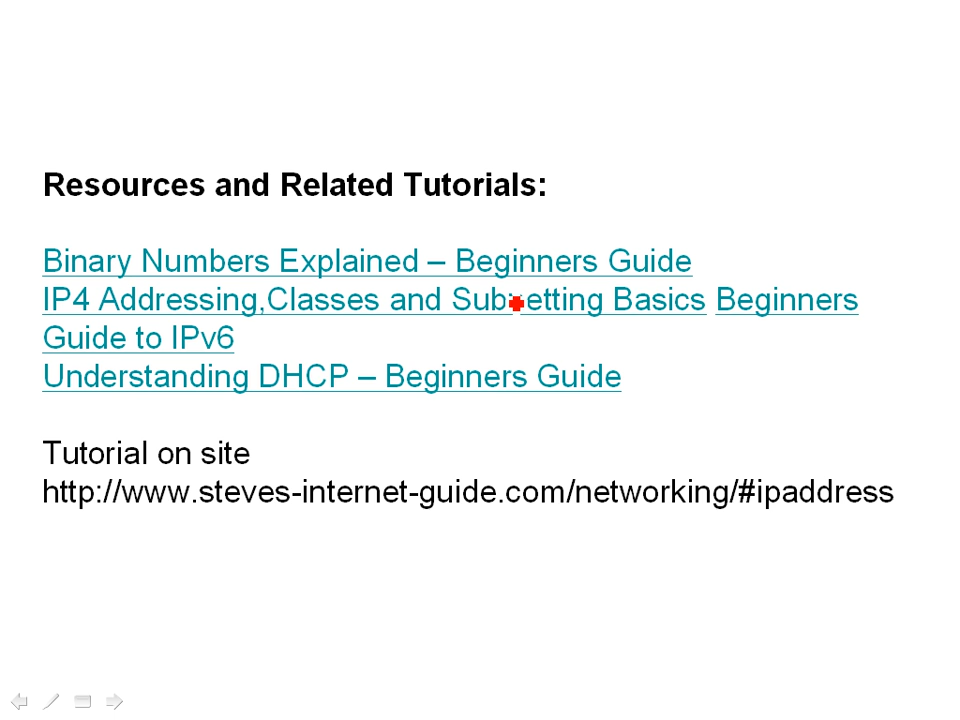 Resources and Related Tutorials:
Binary Numbers Explained – Beginners Guide
IP4 Addressing,Classes and Subnetting Basics Beginners
Guide to IPv6
Understanding DHCP – Beginners Guide
Tutorial on site
http://www.steves-internet-guide.com/networking/#ipaddress